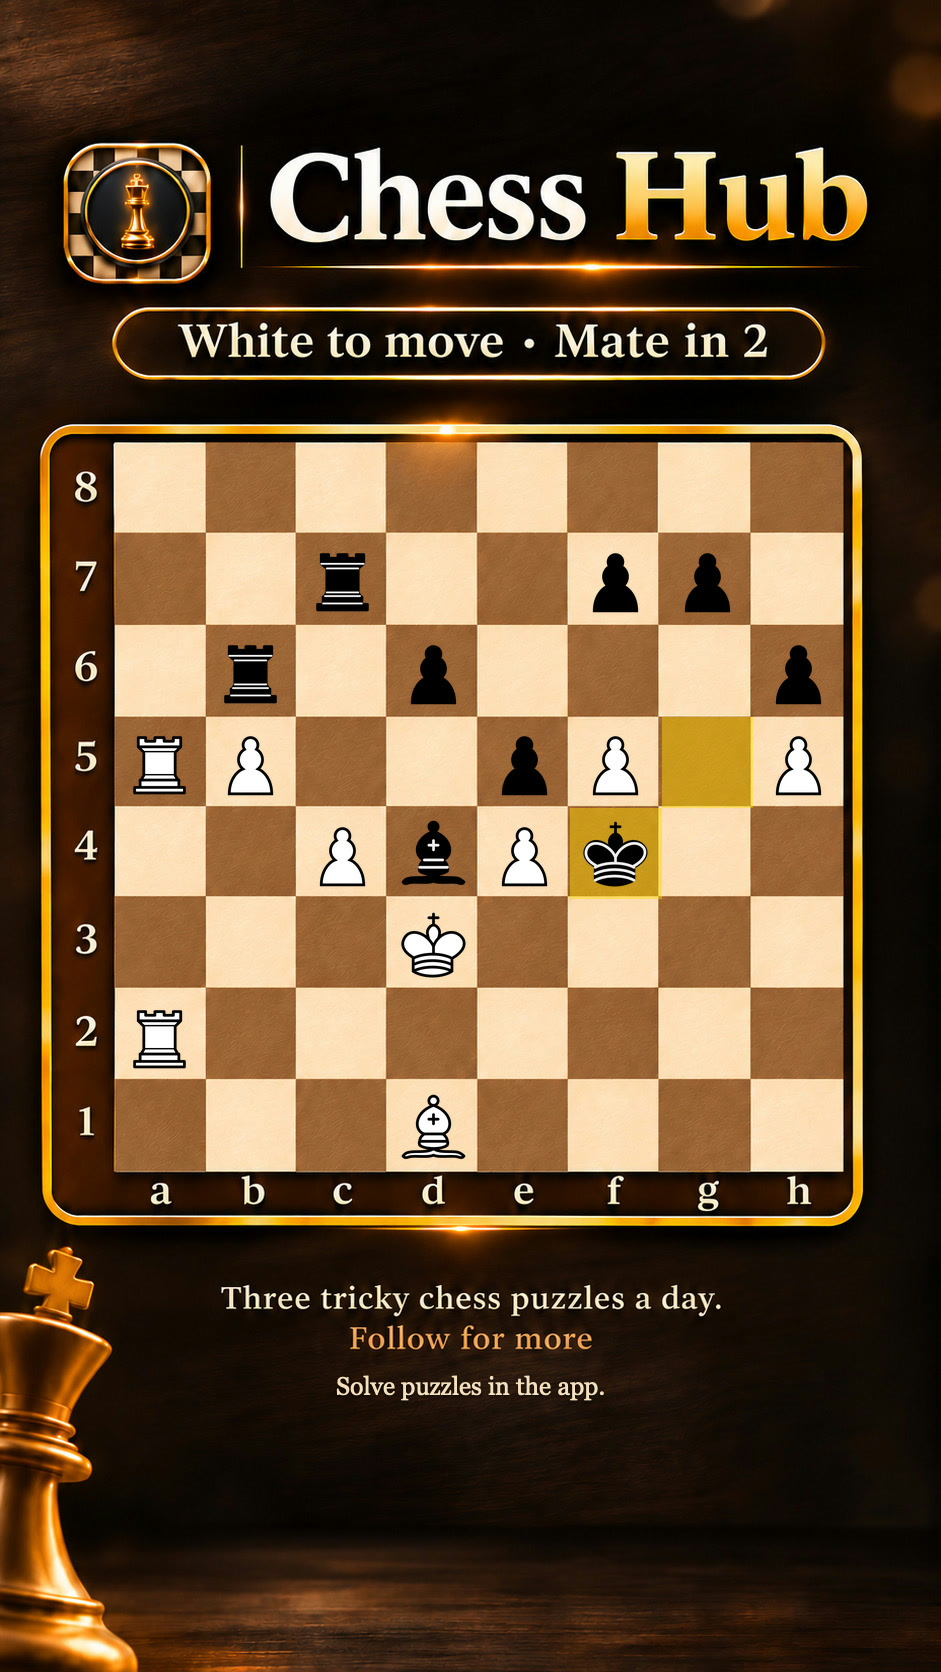 Chess Hub
White to move • Mate in 2
8
7
6
5
4
3
2
1
a b c d e f g h
Three tricky chess puzzles a day.
Follow for more
Solve puzzles in the app.